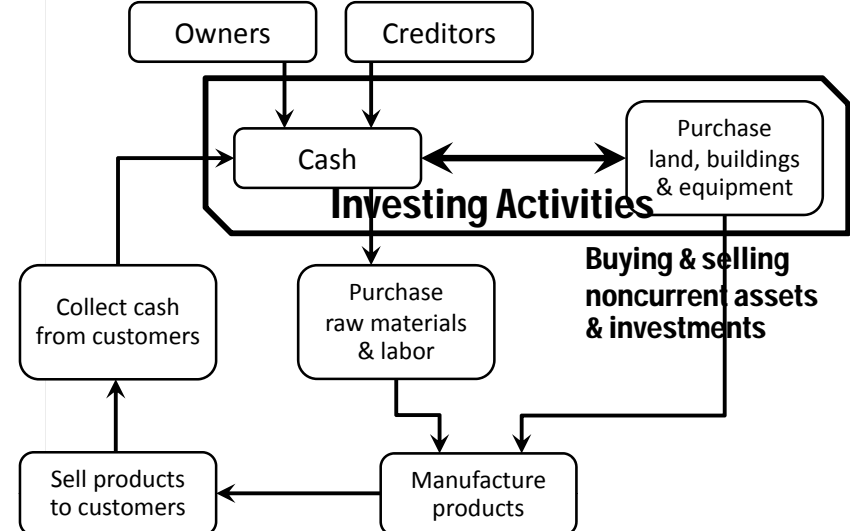 Owners
Creditors
Cash
Purchase
land, buildings
& equipment
Investing Activities
Buying & selling
noncurrent assets
& investments
Collect cash
from customers
Purchase
raw materials
& labor
Sell products
to customers
Manufacture
products